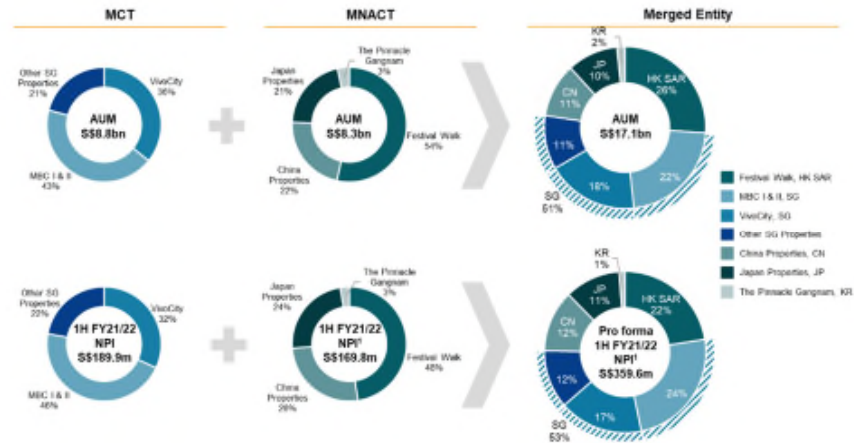 MCT
MNACT
Merged Entity
Other SG
Properties
21%
VivoCity
36%
AUM
S$8.8bn
MBC I & II
43%
Japan Properties
21%
The Pinnacle
Gangnam
3%
AUM
S$8.3bn
Festival Walk
54%
China
Properties
22%
KR
2%
JP
10%
HK SAR
26%
CN
11%
AUM
S$17.1bn
11%
18%
22%
SG
51%
Festival Walk, HK SAR
MBC I & II, SG
VivoCity, SG
Other SG Properties
China Properties, CN
Japan Properties, JP
The Pinnacle Gangnam, KR
Other SG
Properties
22%
VivoCity
32%
1H FY21/22
NPI
S$189.9m
MBC I & II
46%
Japan Properties
24%
The Pinnacle
Gangnam
3%
1H FY21/22
NPI¹
S$169.8m
Festival Walk
48%
China
Properties
26%
KR
1%
JP
11%
HK SAR
22%
CN
12%
Pro forma
1H FY21/22
NPI¹
S$359.6m
12%
17%
24%
SG
53%